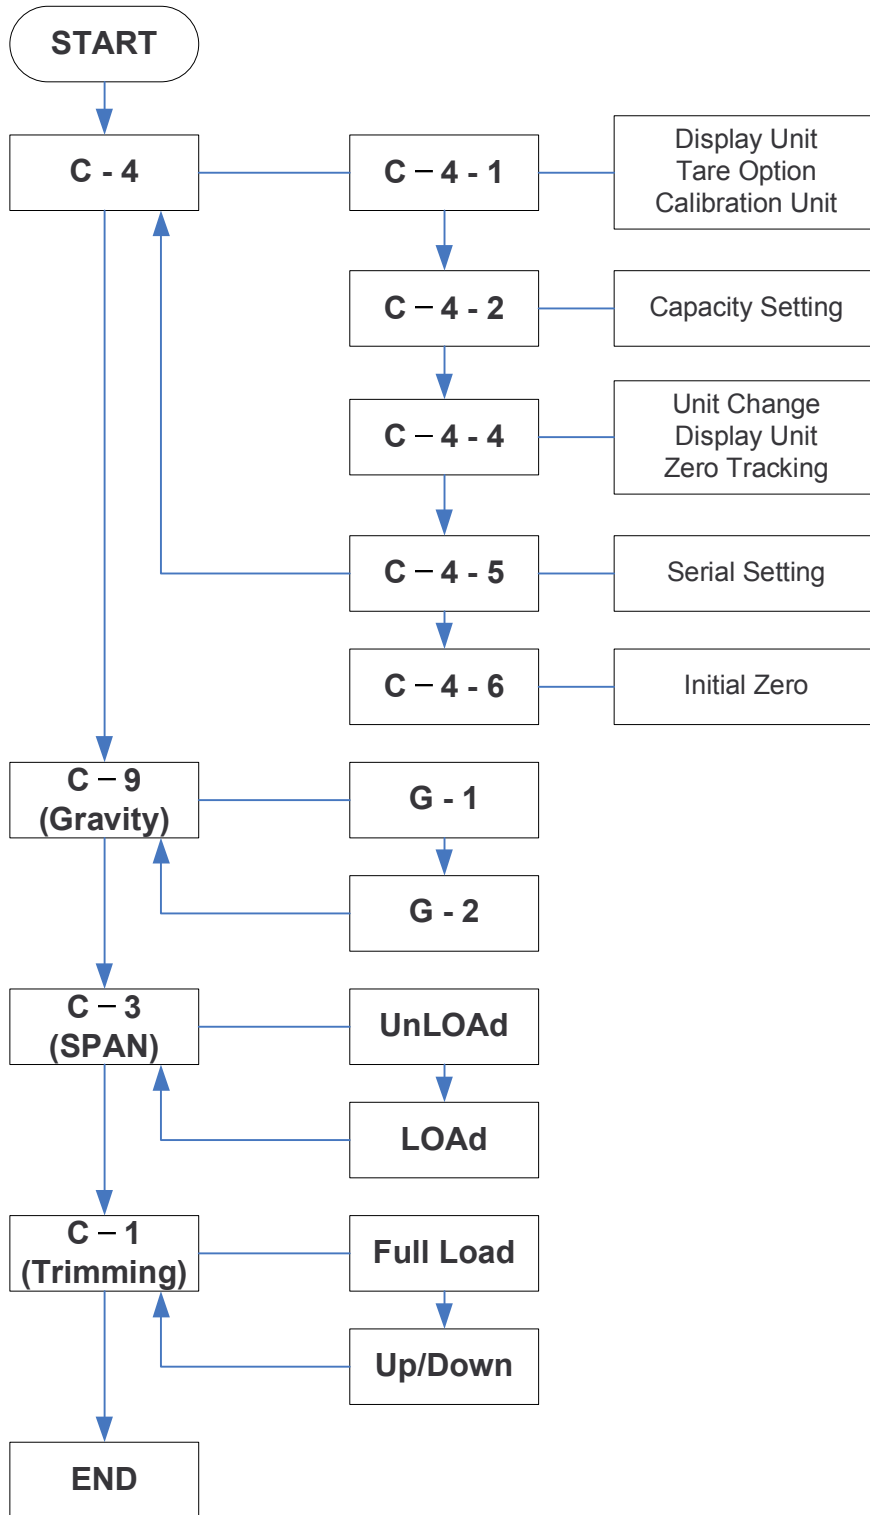 START
C - 4
C – 4 - 1
Display Unit
Tare Option
Calibration Unit
C – 4 - 2
Capacity Setting
C – 4 - 4
Unit Change
Display Unit
Zero Tracking
C – 4 - 5
Serial Setting
C – 4 - 6
Initial Zero
C – 9
(Gravity)
G - 1
G - 2
C – 3
(SPAN)
UnLOAd
LOAd
C – 1
(Trimming)
Full Load
Up/Down
END